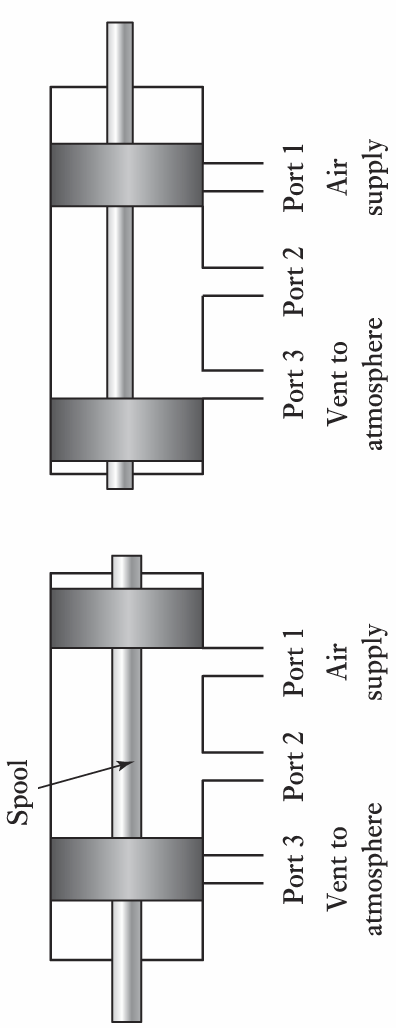 Spool
Port 3
Vent to
atmosphere
Port 2
Port 1
Air
supply
Port 3
Vent to
atmosphere
Port 2
Port 1
Air
supply